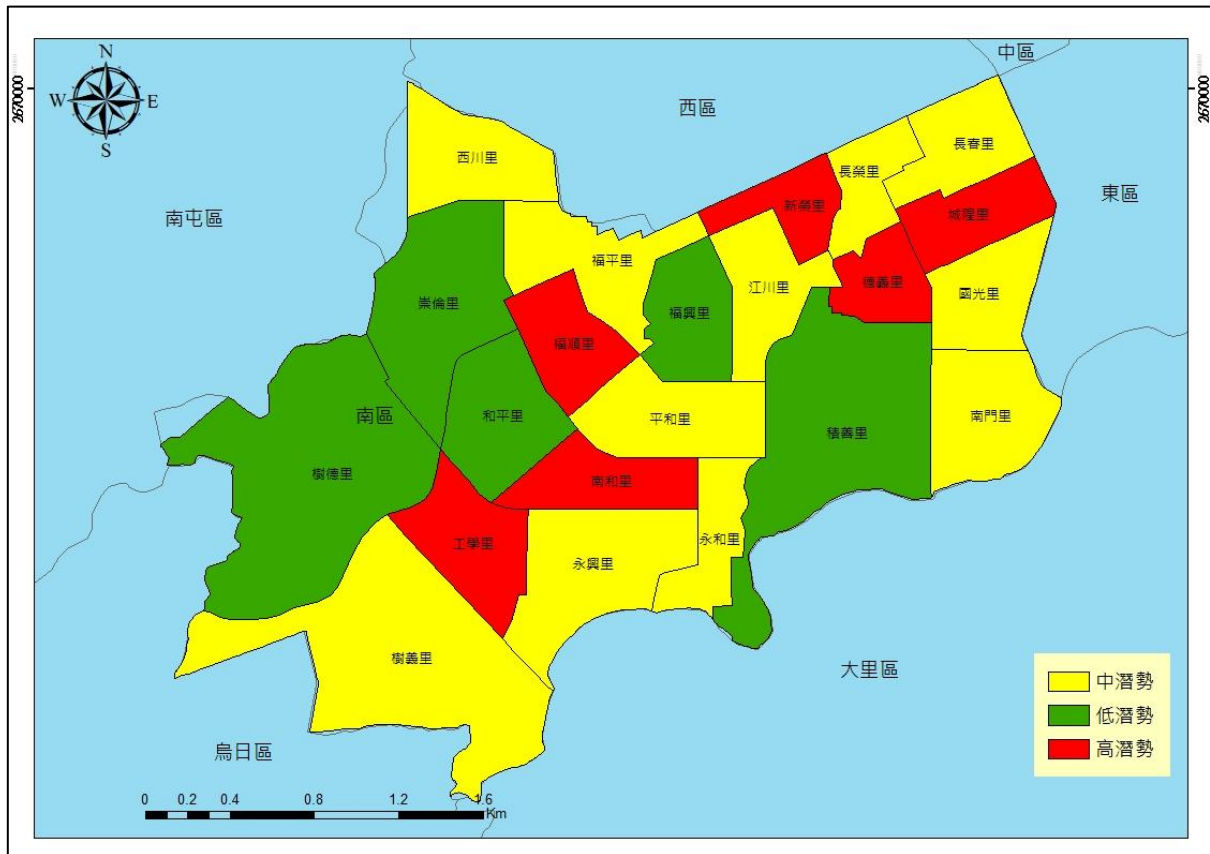 中區
N
2670000
2670000
W
E
西區
S
長春里
西川里
長榮里
東區
新榮里
城隍里
南屯區
福平里
德義里
江川里
國光里
崇倫里
福興里
福順里
南區
和平里
平和里
南門里
積善里
樹德里
南和里
永和里
工學里
永興里
樹義里
大里區
中潛勢
低潛勢
高潛勢
烏日區
0 0.2 0.4 0.8 1.2 1.6
Km